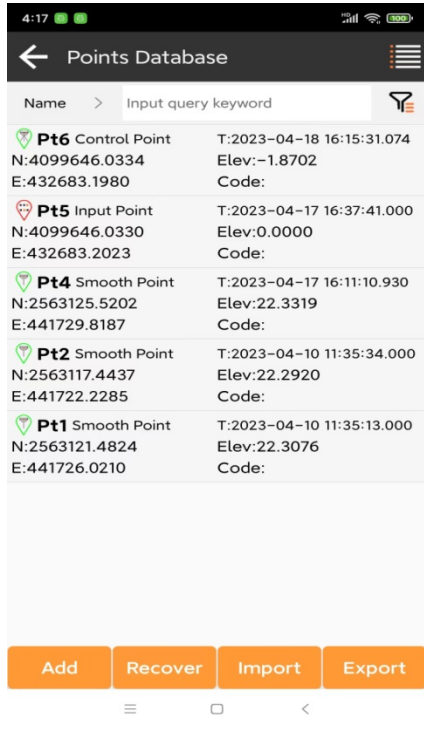 4:17 HD 100
Points Database
Name > Input query keyword
Pt6 Control Point T:2023-04-18 16:15:31.074
N:4099646.0334 Elev:-1.8702
E:432683.1980 Code:
Pt5 Input Point T:2023-04-17 16:37:41.000
N:4099646.0330 Elev:0.0000
E:432683.2023 Code:
Pt4 Smooth Point T:2023-04-17 16:11:10.930
N:2563125.5202 Elev:22.3319
E:441729.8187 Code:
Pt2 Smooth Point T:2023-04-10 11:35:34.000
N:2563117.4437 Elev:22.2920
E:441722.2285 Code:
Pt1 Smooth Point T:2023-04-10 11:35:13.000
N:2563121.4824 Elev:22.3076
E:441726.0210 Code:
Add Recover Import Export